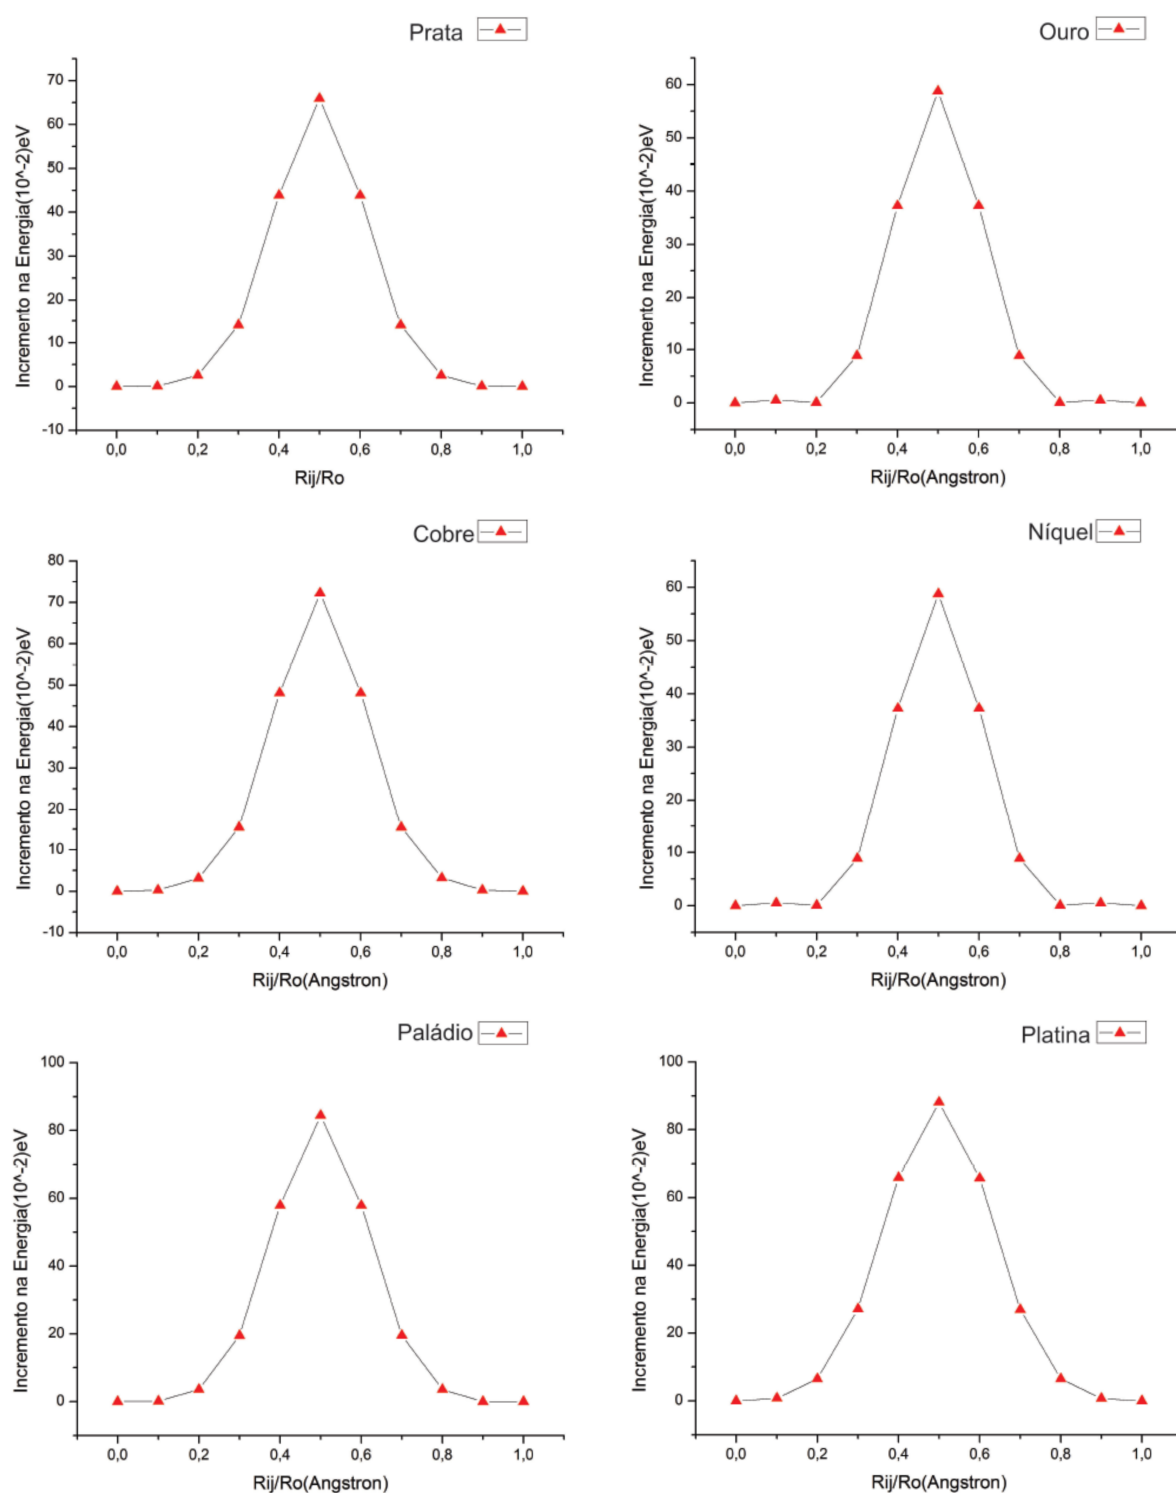 Prata
70
60
50
40
30
20
10
0
-10
Incremento na Energia(10^-2)eV
0,0 0,2 0,4 0,6 0,8 1,0
Rij/Ro
Ouro
60
50
40
30
20
10
0
Incremento na Energia(10^-2)eV
0,0 0,2 0,4 0,6 0,8 1,0
Rij/Ro(Angstron)
Cobre
80
70
60
50
40
30
20
10
0
-10
Incremento na Energia(10^-2)eV
0,0 0,2 0,4 0,6 0,8 1,0
Rij/Ro(Angstron)
Níquel
60
50
40
30
20
10
0
Incremento na Energia(10^-2)eV
0,0 0,2 0,4 0,6 0,8 1,0
Rij/Ro(Angstron)
Paládio
100
80
60
40
20
0
Incremento na Energia(10^-2)eV
0,0 0,2 0,4 0,6 0,8 1,0
Rij/Ro(Angstron)
Platina
100
80
60
40
20
0
Incremento na Energia(10^-2)eV
0,0 0,2 0,4 0,6 0,8 1,0
Rij/Ro(Angstron)